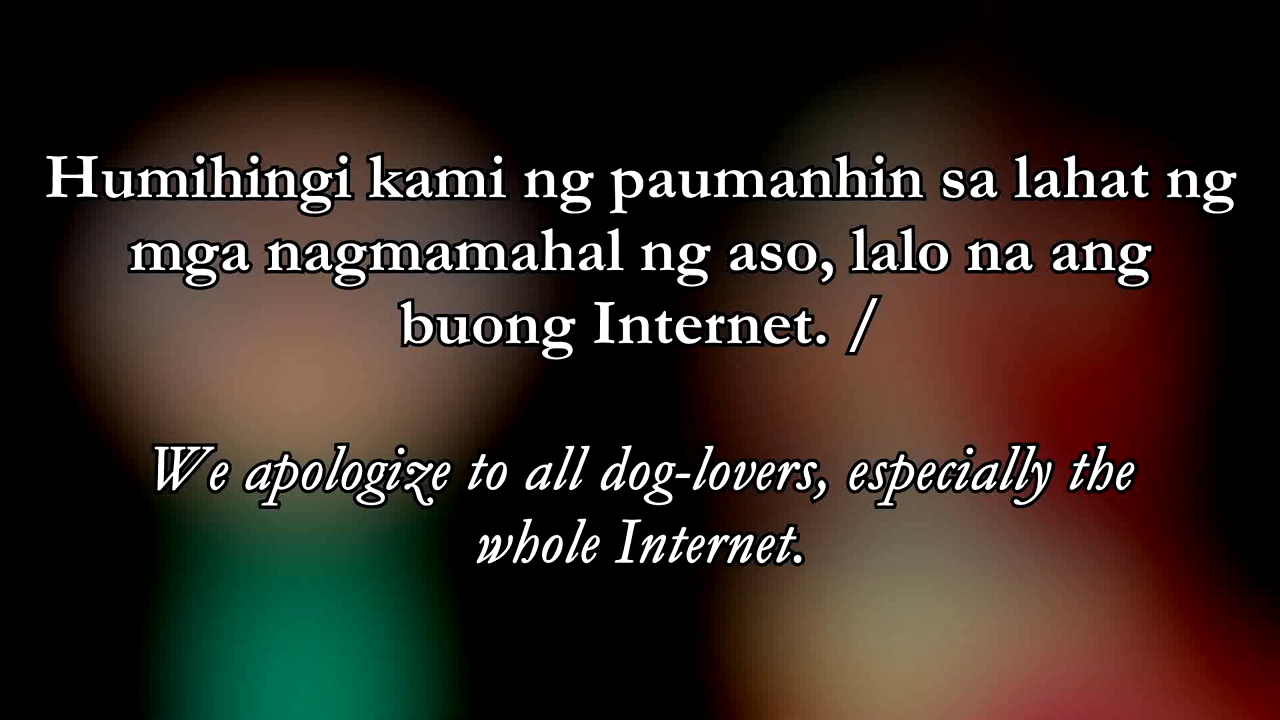 Humihingi kami ng paumanhin sa lahat ng
mga nagmamahal ng aso, lalo na ang
buong Internet. /
We apologize to all dog-lovers, especially the
whole Internet.